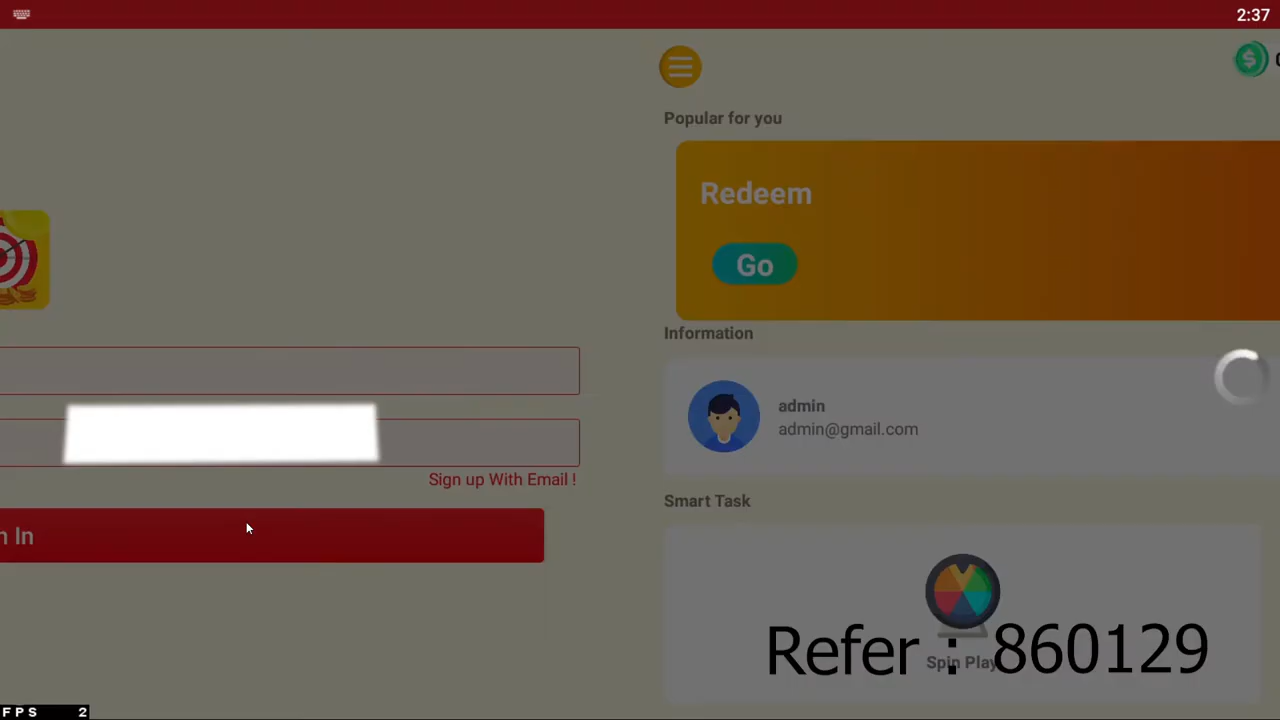 2:37
Popular for you
Redeem
Go
Information
admin
admin@gmail.com
Sign up With Email !
n In
Smart Task
Spin Play
Refer : 860129
FPS 2